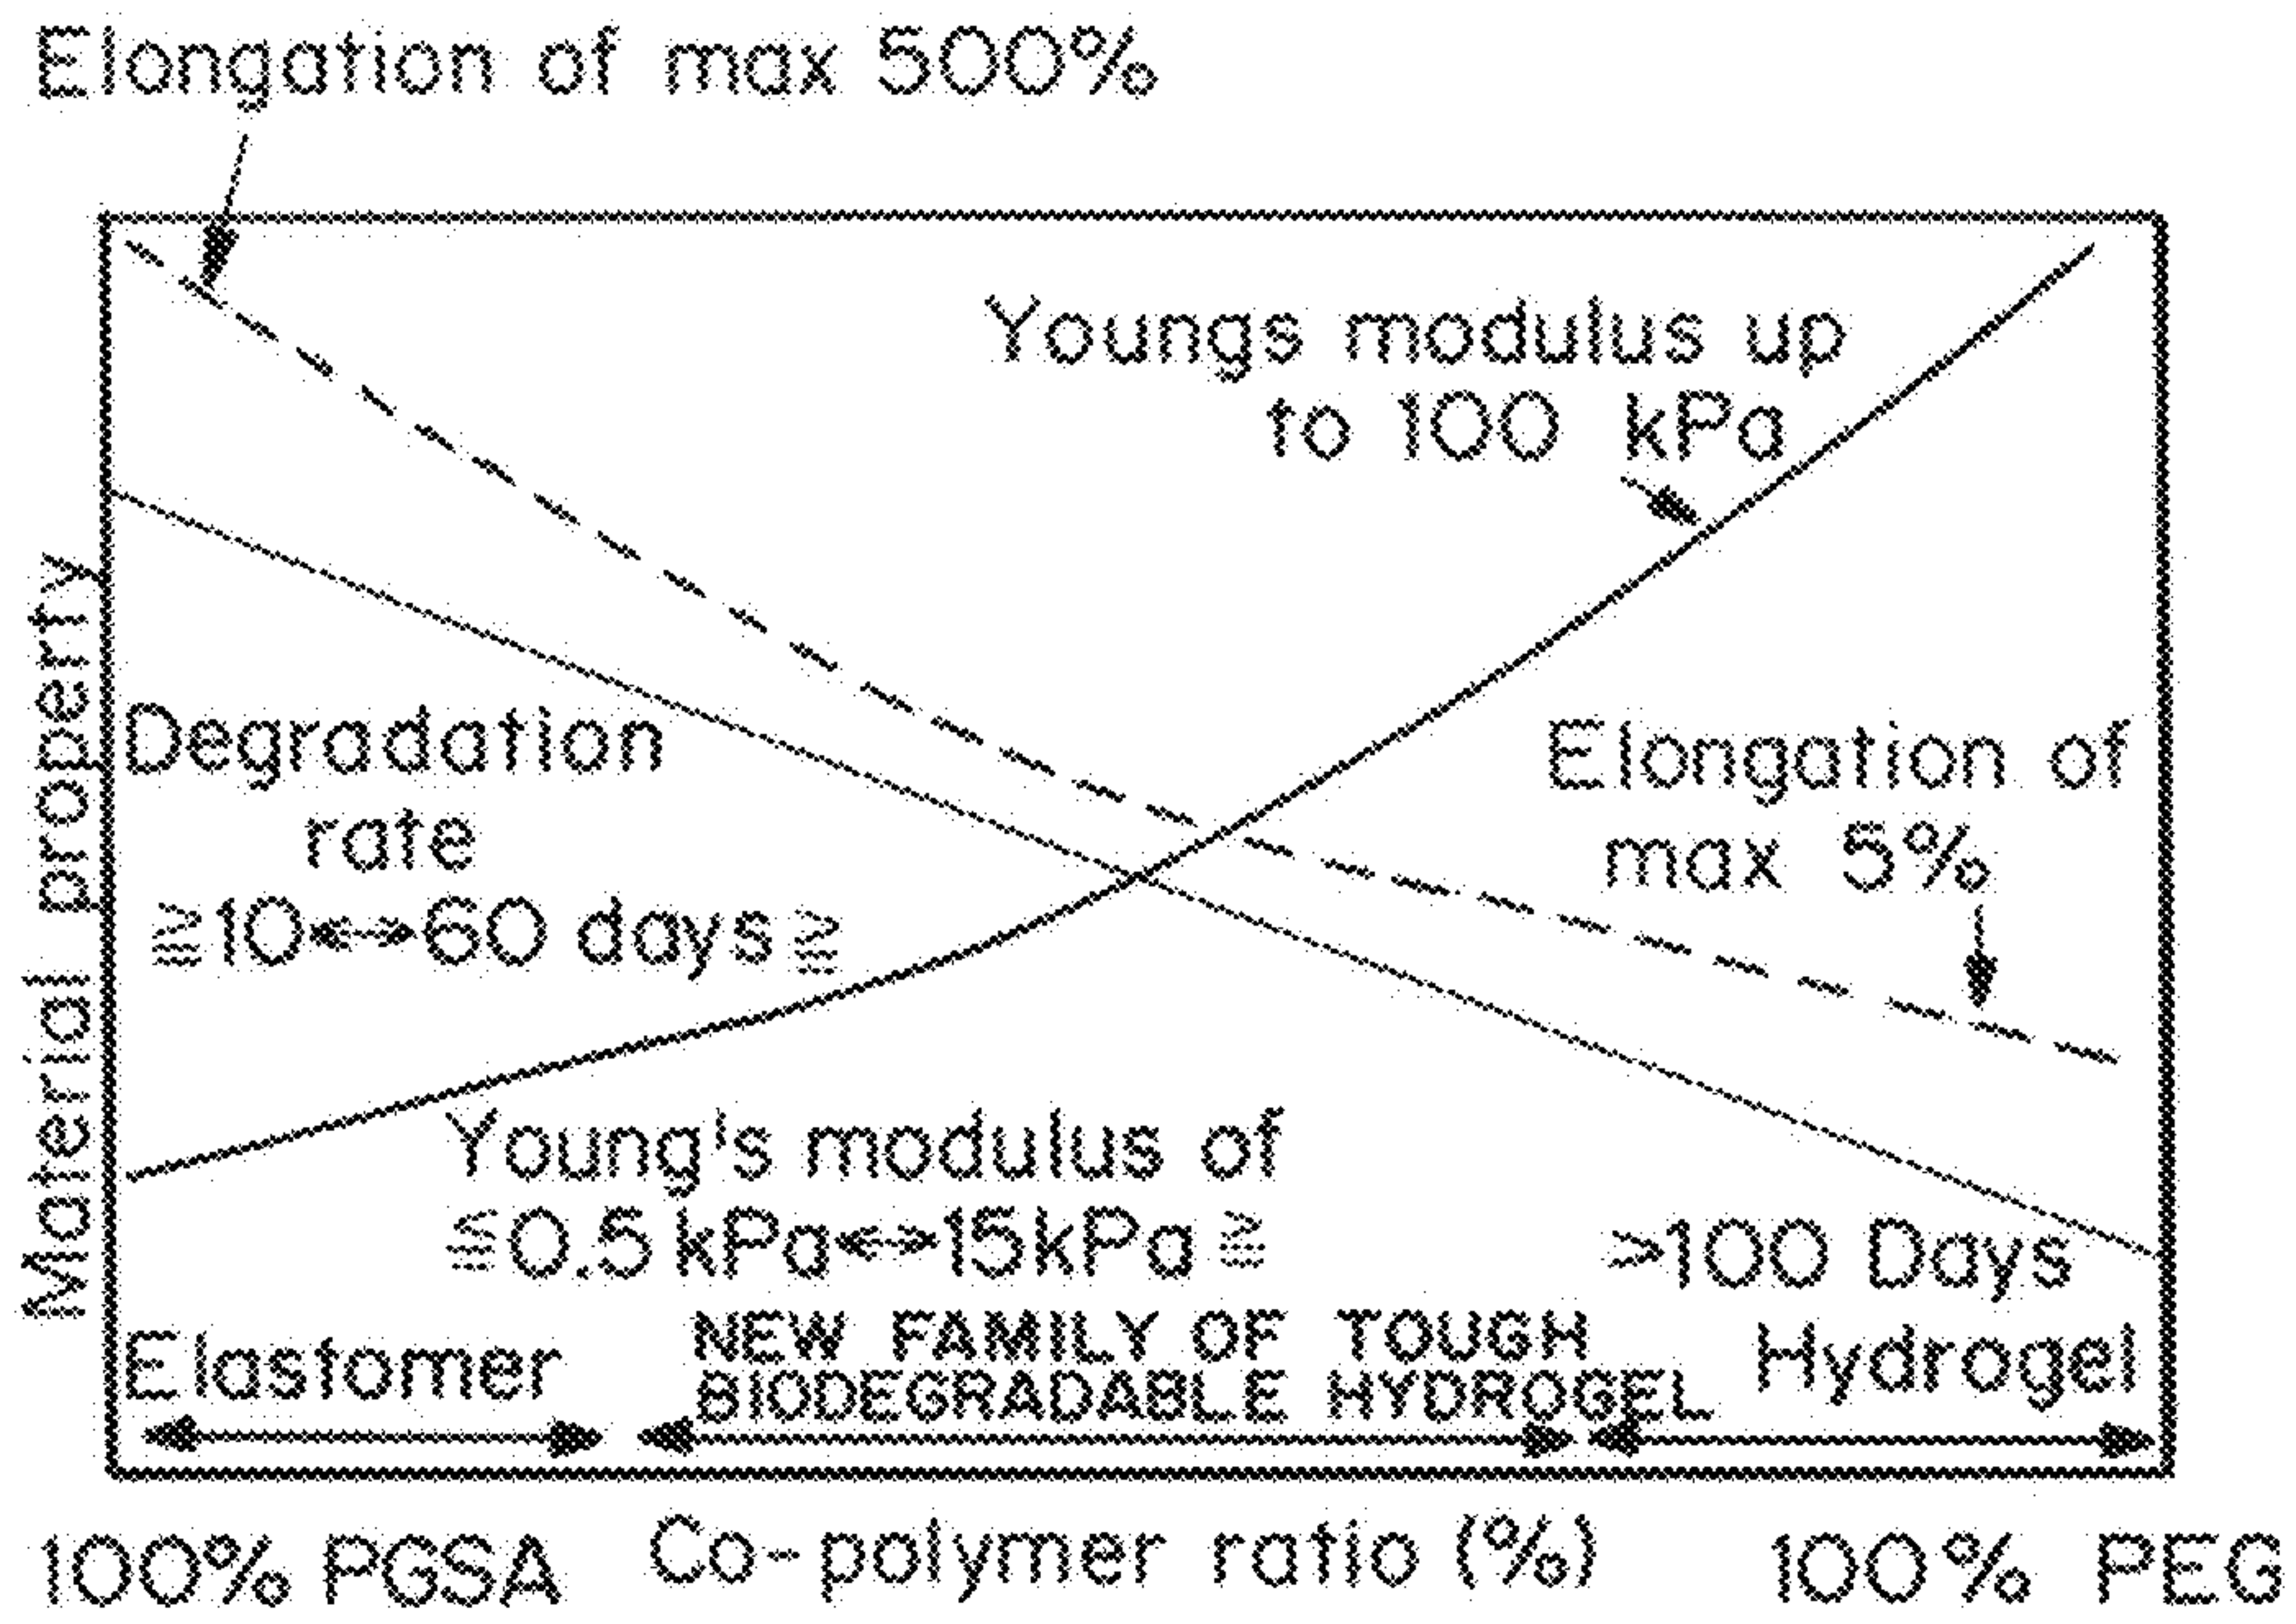 Elongation of max 500%
Youngs modulus up
to 100 kPa
Material property
Degradation
rate
≧10↔60 days≧
Elongation of
max 5%
Young's modulus of
≦0.5 kPa↔15kPa≧
>100 Days
Elastomer
NEW FAMILY OF TOUGH
BIODEGRADABLE HYDROGEL
Hydrogel
100% PGSA
Co-polymer ratio (%)
100% PEG